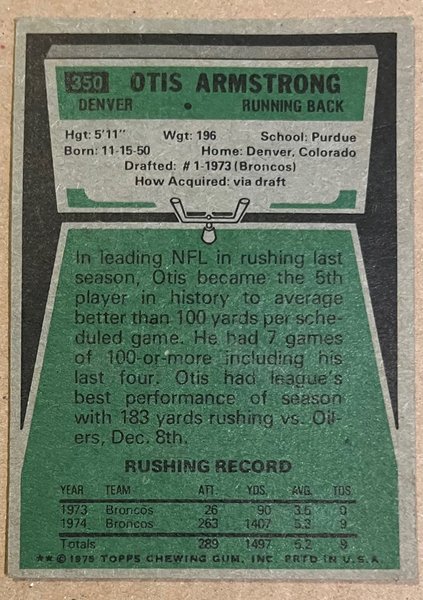 350 OTIS ARMSTRONG
DENVER • RUNNING BACK
Hgt: 5'11" Wgt: 196 School: Purdue
Born: 11-15-50 Home: Denver, Colorado
Drafted: #1-1973 (Broncos)
How Acquired: via draft
In leading NFL in rushing last
season, Otis became the 5th
player in history to average
better than 100 yards per sche-
duled game. He had 7 games
of 100-or-more including his
last four. Otis had league's
best performance of season
with 183 yards rushing vs. Oil-
ers, Dec. 8th.
RUSHING RECORD
YEAR TEAM ATT. YDS. AVG. TDS.
1973 Broncos 26 90 3.5 0
1974 Broncos 263 1407 5.3 9
Totals 289 1497 5.2 9
** © 1975 TOPPS CHEWING GUM, INC. PRTD IN U.S.A.